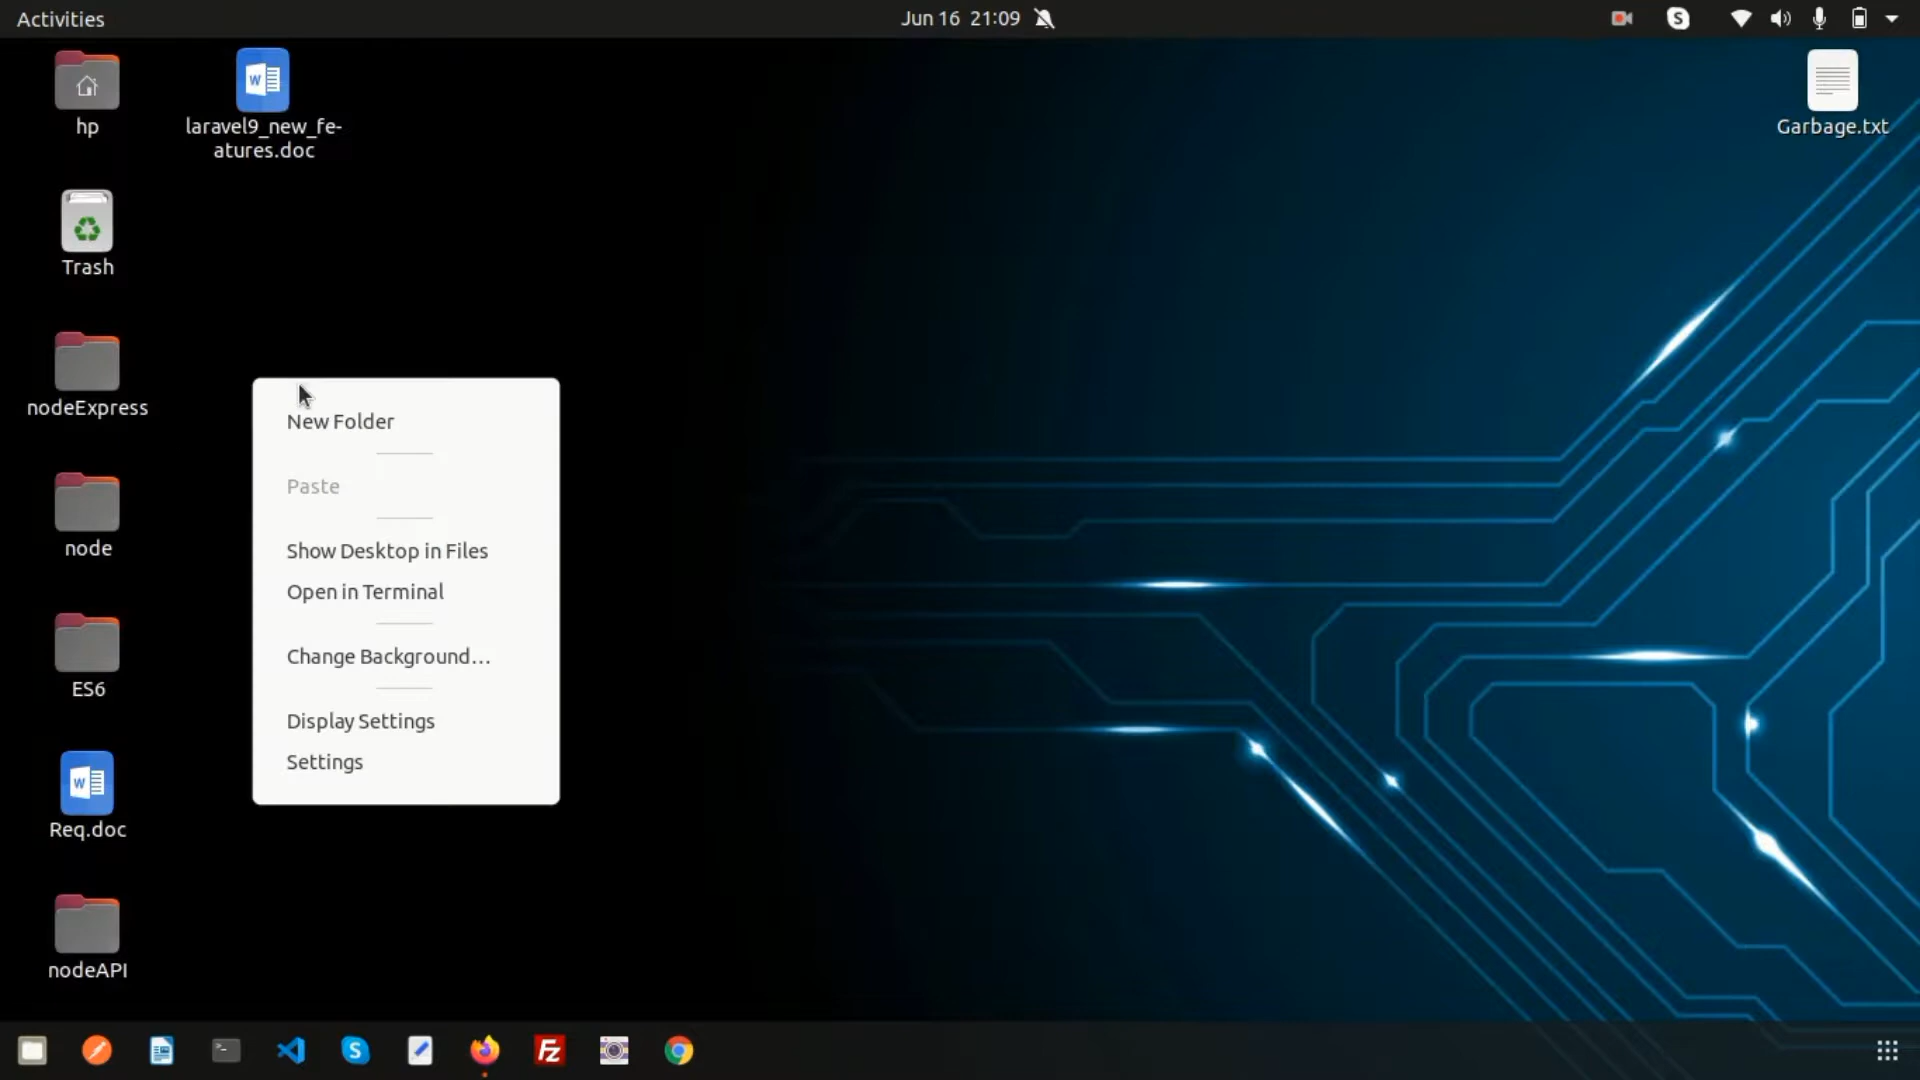 Activities
Jun 16 21:09
hp
laravel9_new_fe-
atures.doc
Garbage.txt
Trash
nodeExpress
New Folder
Paste
Show Desktop in Files
node
Open in Terminal
Change Background...
ES6
Display Settings
Settings
Req.doc
nodeAPI